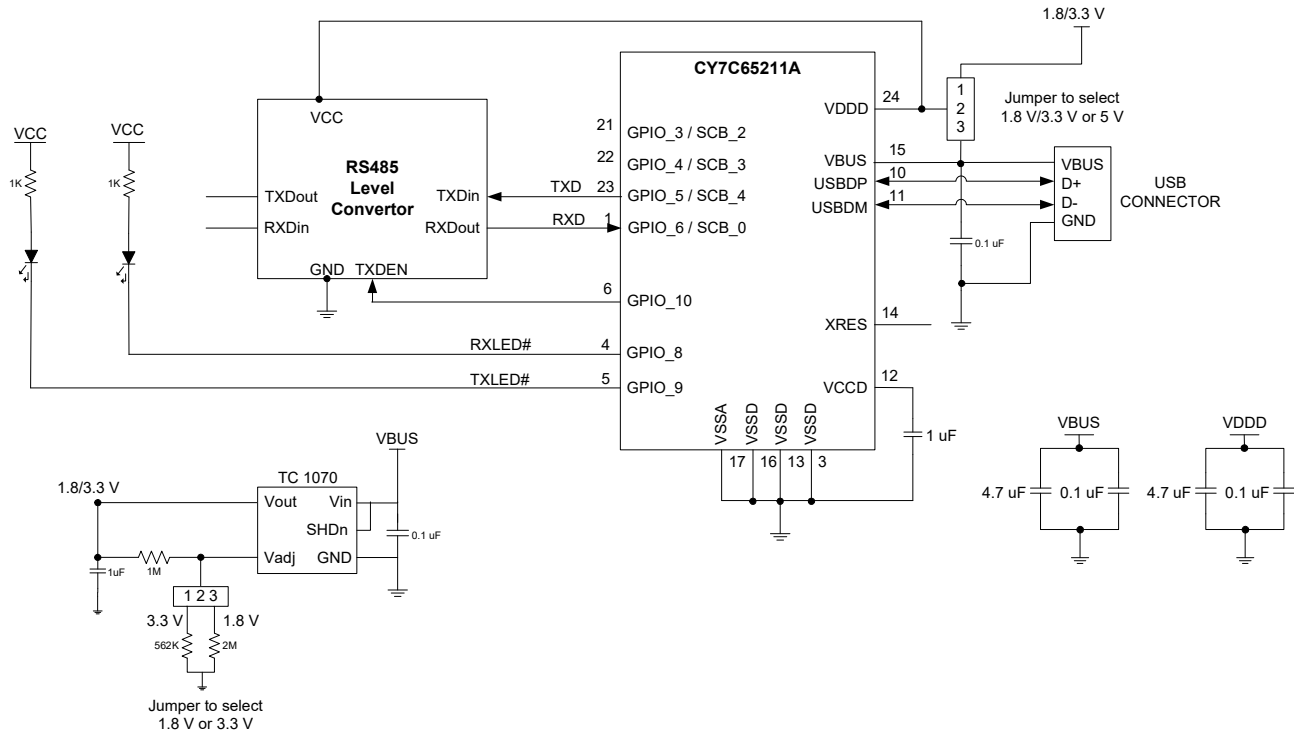 1.8/3.3 V
CY7C65211A
1
2
3
Jumper to select
1.8 V/3.3 V or 5 V
24
VDDD
VCC
RS485
Level
Convertor
TXDout
RXDin
TXDin
RXDout
GND
TXDEN
VCC
VCC
1K
1K
21
GPIO_3 / SCB_2
22
GPIO_4 / SCB_3
TXD
23
GPIO_5 / SCB_4
RXD
1
GPIO_6 / SCB_0
6
GPIO_10
RXLED#
4
GPIO_8
TXLED#
5
GPIO_9
VBUS
15
USBDP
10
USBDM
11
VBUS
D+
D-
GND
USB
CONNECTOR
0.1 uF
XRES
14
VCCD
12
1 uF
VSSA
VSSD
VSSD
VSSD
17
16
13
3
VBUS
4.7 uF
0.1 uF
VDDD
4.7 uF
0.1 uF
VBUS
TC 1070
1.8/3.3 V
Vout
Vin
SHDn
Vadj
GND
0.1 uF
1uF
1M
1 2 3
3.3 V
1.8 V
562K
2M
Jumper to select
1.8 V or 3.3 V